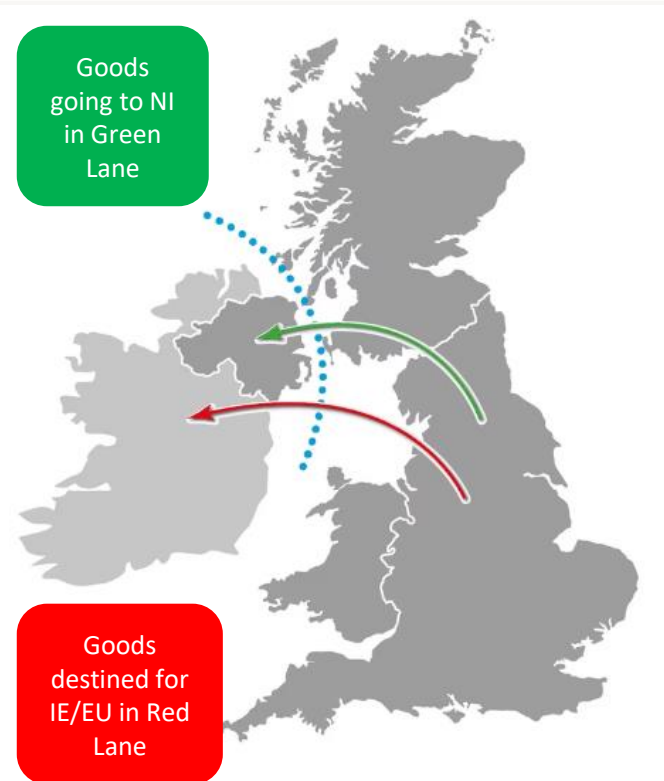 Goods
going to NI
in Green
Lane
Goods
destined for
IE/EU in Red
Lane